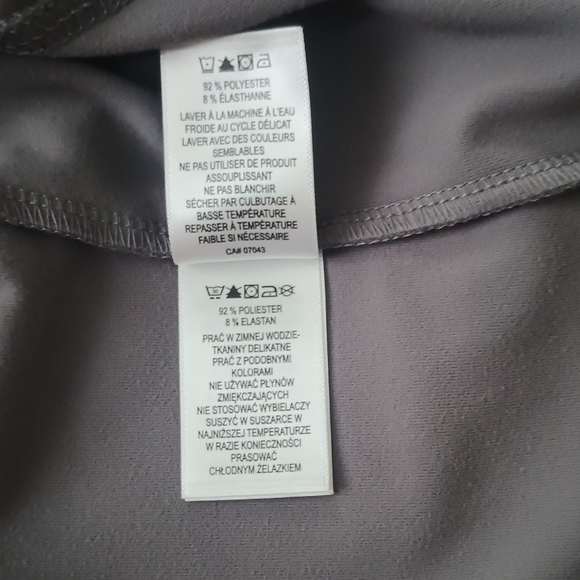 92 % POLYESTER
8 % ÉLASTHANNE
LAVER À LA MACHINE À L'EAU
FROIDE AU CYCLE DÉLICAT
LAVER AVEC DES COULEURS
SEMBLABLES
NE PAS UTILISER DE PRODUIT
ASSOUPLISSANT
NE PAS BLANCHIR
SÉCHER PAR CULBUTAGE À
BASSE TEMPÉRATURE
REPASSER À TEMPÉRATURE
FAIBLE SI NÉCESSAIRE
CA# 07043
92 % POLIESTER
8 % ELASTAN
PRAĆ W ZIMNEJ WODZIE-
TKANINY DELIKATNE
PRAĆ Z PODOBNYMI
KOLORAMI
NIE UŻYWAĆ PŁYNÓW
ZMIĘKCZAJĄCYCH
NIE STOSOWAĆ WYBIELACZY
SUSZYĆ W SUSZARCE W
NAJNIŻSZEJ TEMPERATURZE
W RAZIE KONIECZNOŚCI
PRASOWAĆ
CHŁODNYM ŻELAZKIEM